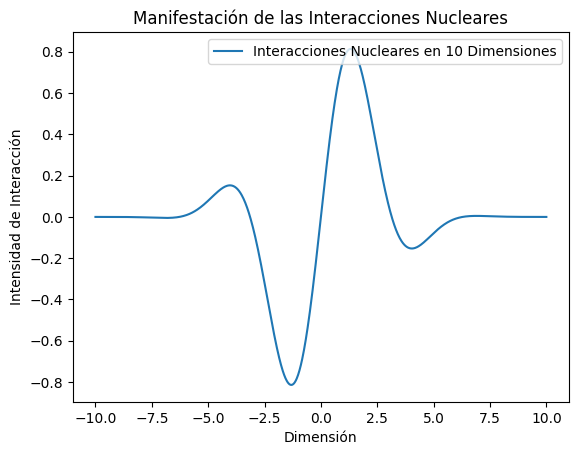 Manifestación de las Interacciones Nucleares
Interacciones Nucleares en 10 Dimensiones
Intensidad de Interacción
0.8
0.6
0.4
0.2
0.0
−0.2
−0.4
−0.6
−0.8
−10.0 −7.5 −5.0 −2.5 0.0 2.5 5.0 7.5 10.0
Dimensión